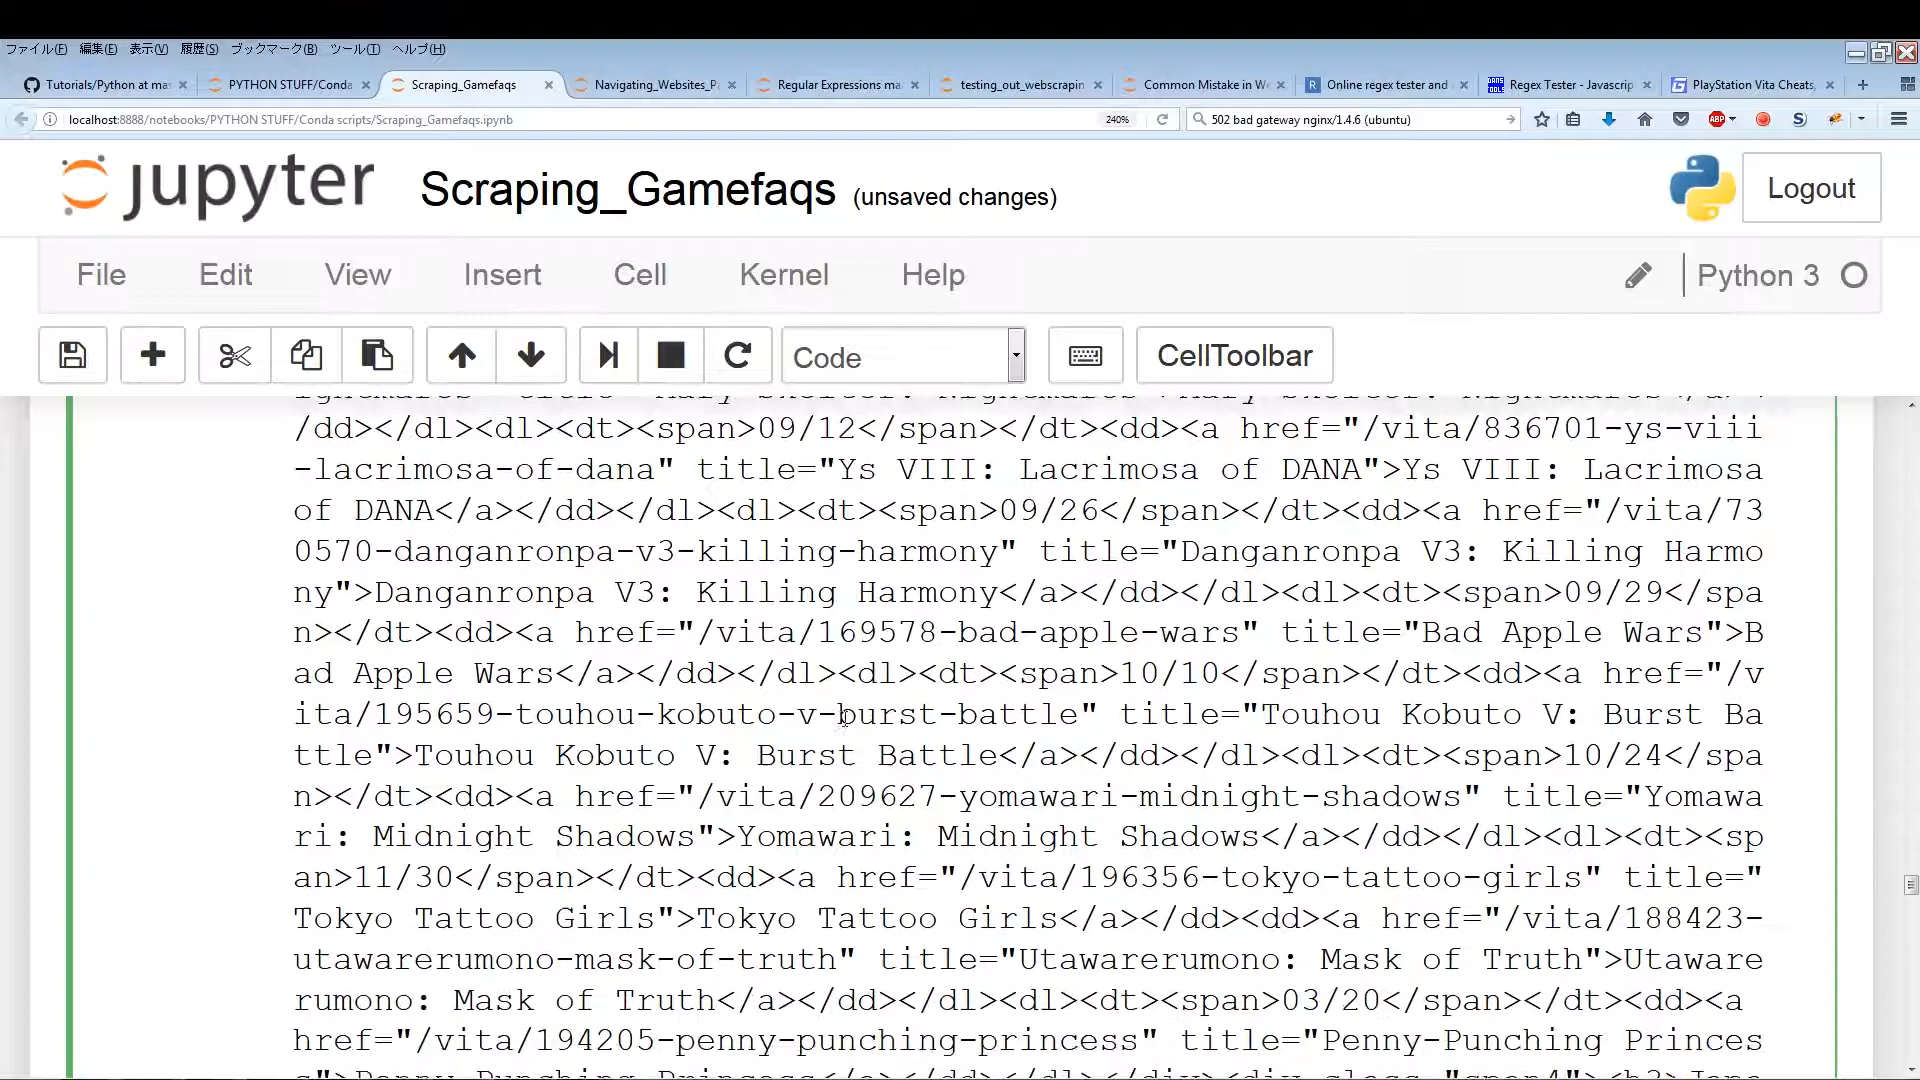 ファイル(F) 編集(E) 表示(V) 履歴(S) ブックマーク(B) ツール(T) ヘルプ(H)
Tutorials/Python at ma PYTHON STUFF/Conda Scraping_Gamefaqs Navigating_Websites_P Regular Expressions ma testing_out_webscrapin Common Mistake in W Online regex tester and Regex Tester - Javascrip PlayStation Vita Cheats,
localhost:8888/notebooks/PYTHON STUFF/Conda scripts/Scraping_Gamefaqs.ipynb 240% 502 bad gateway nginx/1.4.6 (ubuntu)
jupyter Scraping_Gamefaqs (unsaved changes) Logout
File Edit View Insert Cell Kernel Help Python 3
Code CellToolbar
/dd></dl><dl><dt><span>09/12</span></dt><dd><a href="/vita/836701-ys-viii
-lacrimosa-of-dana" title="Ys VIII: Lacrimosa of DANA">Ys VIII: Lacrimosa
of DANA</a></dd></dl><dl><dt><span>09/26</span></dt><dd><a href="/vita/73
0570-danganronpa-v3-killing-harmony" title="Danganronpa V3: Killing Harmo
ny">Danganronpa V3: Killing Harmony</a></dd></dl><dl><dt><span>09/29</spa
n></dt><dd><a href="/vita/169578-bad-apple-wars" title="Bad Apple Wars">B
ad Apple Wars</a></dd></dl><dl><dt><span>10/10</span></dt><dd><a href="/v
ita/195659-touhou-kobuto-v-burst-battle" title="Touhou Kobuto V: Burst Ba
ttle">Touhou Kobuto V: Burst Battle</a></dd></dl><dl><dt><span>10/24</spa
n></dt><dd><a href="/vita/209627-yomawari-midnight-shadows" title="Yomawa
ri: Midnight Shadows">Yomawari: Midnight Shadows</a></dd></dl><dl><dt><sp
an>11/30</span></dt><dd><a href="/vita/196356-tokyo-tattoo-girls" title="
Tokyo Tattoo Girls">Tokyo Tattoo Girls</a></dd><dd><a href="/vita/188423-
utawarerumono-mask-of-truth" title="Utawarerumono: Mask of Truth">Utaware
rumono: Mask of Truth</a></dd></dl><dl><dt><span>03/20</span></dt><dd><a
href="/vita/194205-penny-punching-princess" title="Penny-Punching Princes